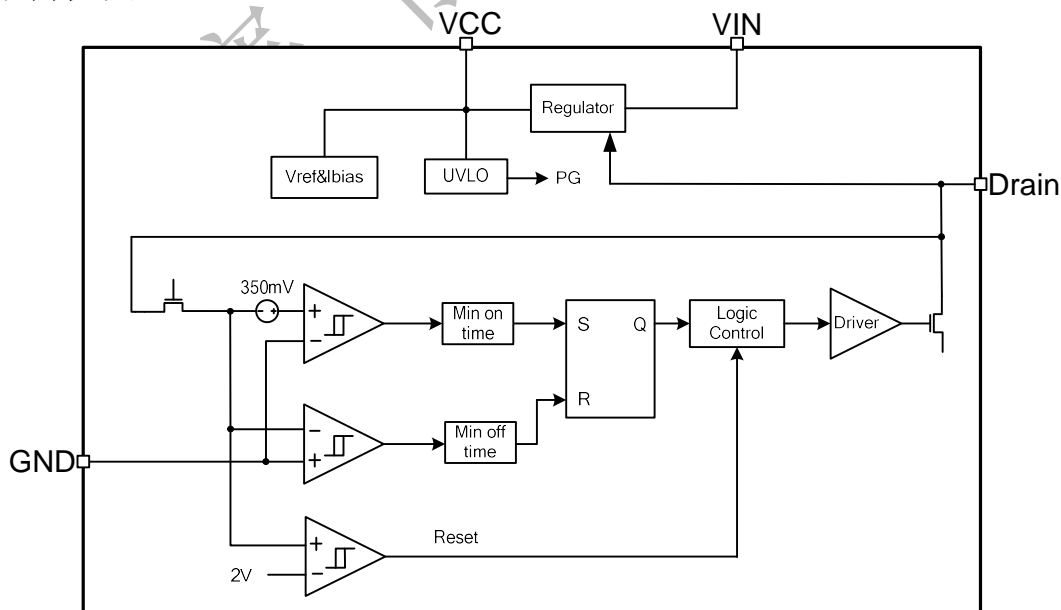 VCC
VIN
Regulator
Vref&Ibias
UVLO
PG
Drain
350mV
+
−
Min on
time
S
Q
R
Logic
Control
Driver
−
+
Min off
time
GND
+
−
2V
Reset